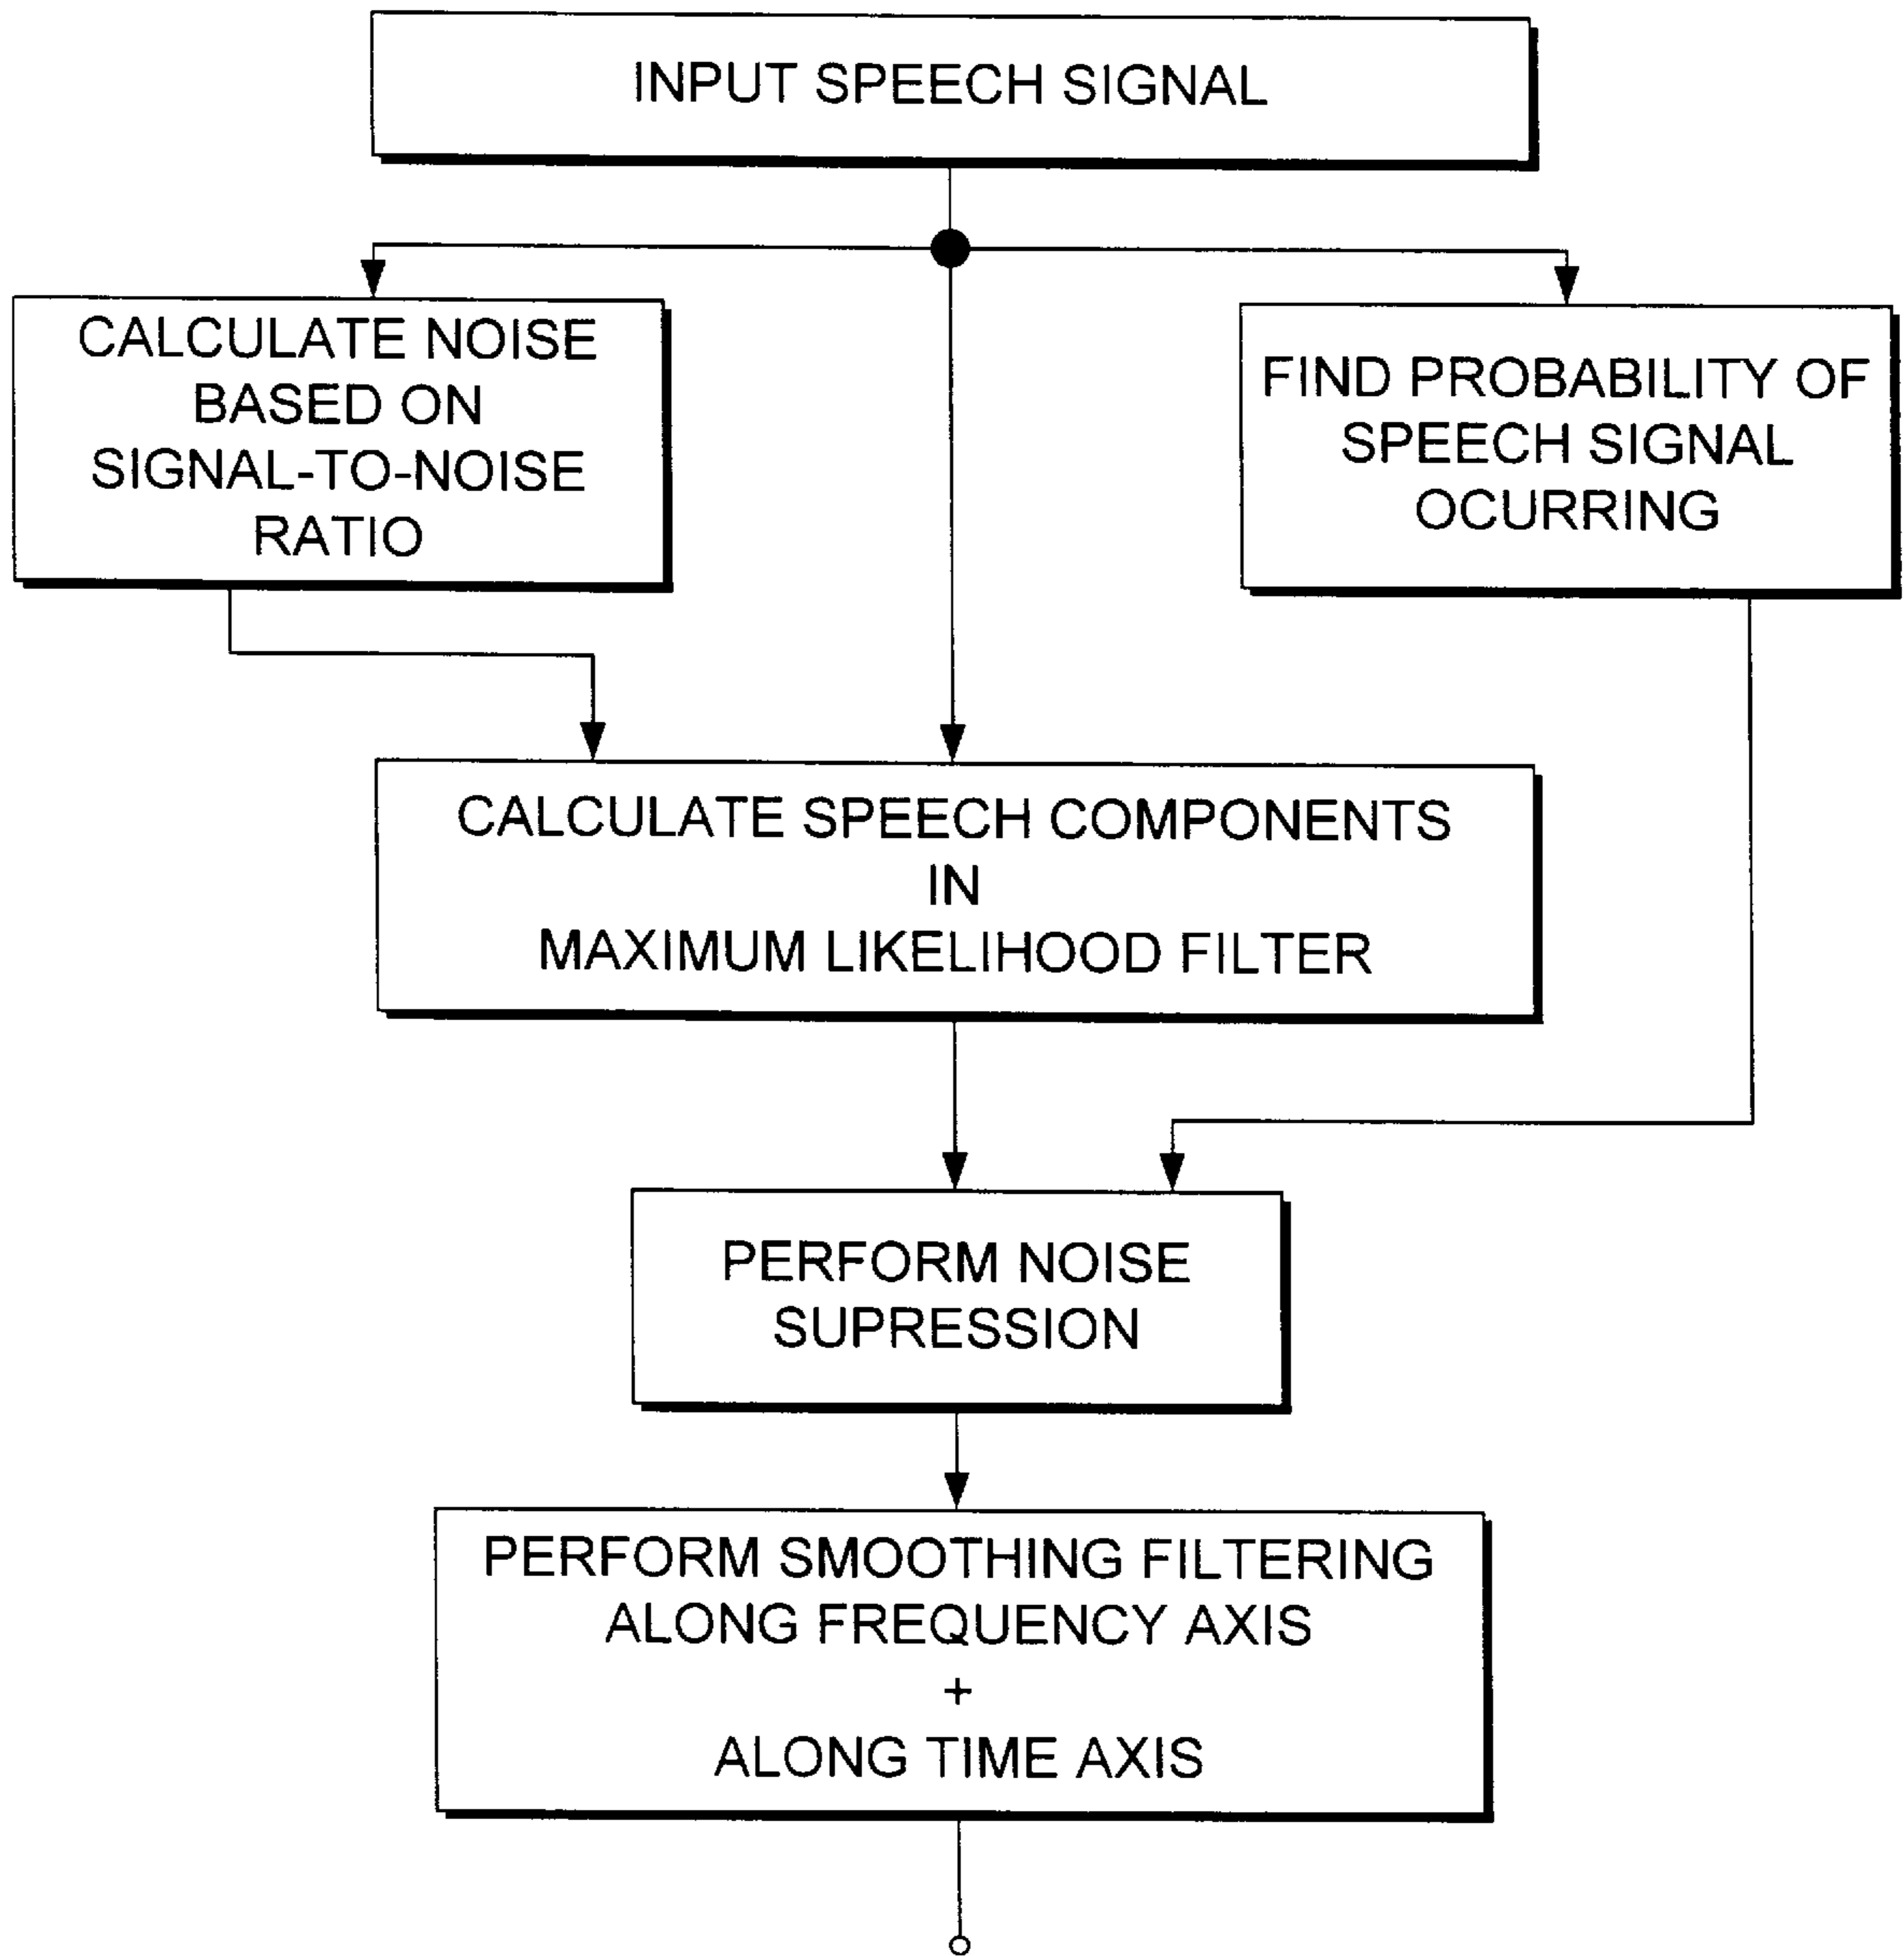 INPUT SPEECH SIGNAL
CALCULATE NOISE
BASED ON
SIGNAL-TO-NOISE
RATIO
FIND PROBABILITY OF
SPEECH SIGNAL
OCURRING
CALCULATE SPEECH COMPONENTS
IN
MAXIMUM LIKELIHOOD FILTER
PERFORM NOISE
SUPRESSION
PERFORM SMOOTHING FILTERING
ALONG FREQUENCY AXIS
+
ALONG TIME AXIS